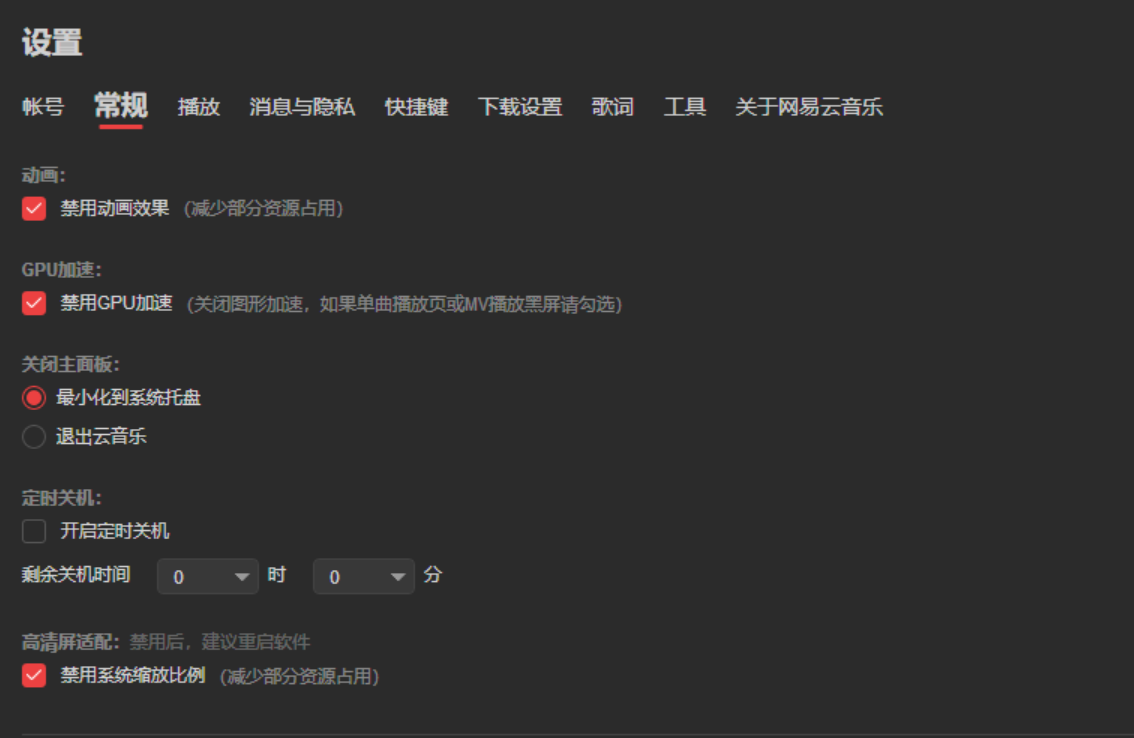 设置
帐号 常规 播放 消息与隐私 快捷键 下载设置 歌词 工具 关于网易云音乐
动画:
禁用动画效果 (减少部分资源占用)
GPU加速:
禁用GPU加速 (关闭图形加速，如果单曲播放页或MV播放黑屏请勾选)
关闭主面板:
最小化到系统托盘
退出云音乐
定时关机:
开启定时关机
剩余关机时间 0 时 0 分
高清屏适配: 禁用后，建议重启软件
禁用系统缩放比例 (减少部分资源占用)